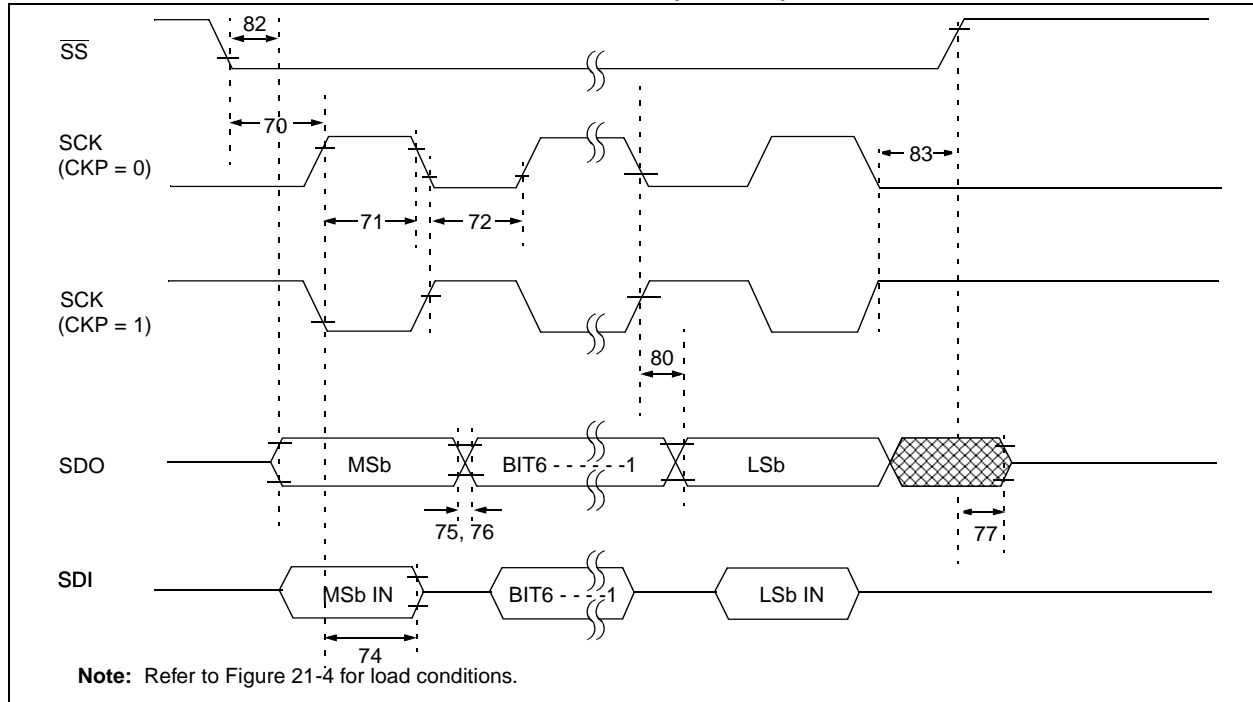 82
SS
70
SCK
(CKP = 0)
83
71
72
SCK
(CKP = 1)
80
SDO
MSb
BIT6 - - - - - -1
LSb
75, 76
77
SDI
MSb IN
BIT6 - - - - -1
LSb IN
74
Note: Refer to Figure 21-4 for load conditions.